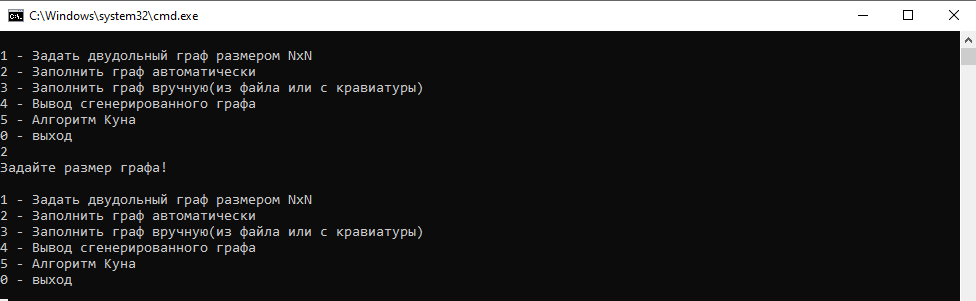 C:\Windows\system32\cmd.exe
1 - Задать двудольный граф размером NxN
2 - Заполнить граф автоматически
3 - Заполнить граф вручную(из файла или с кравиатуры)
4 - Вывод сгенерированного графа
5 - Алгоритм Куна
0 - выход
2
Задайте размер графа!
1 - Задать двудольный граф размером NxN
2 - Заполнить граф автоматически
3 - Заполнить граф вручную(из файла или с кравиатуры)
4 - Вывод сгенерированного графа
5 - Алгоритм Куна
0 - выход